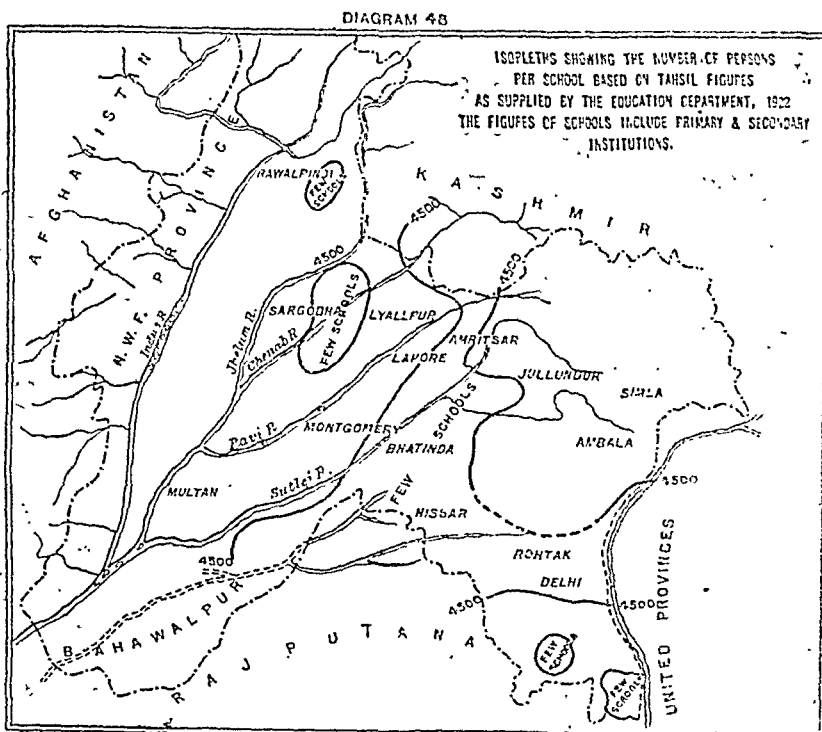 DIAGRAM 48
ISOPLETHS SHOWING THE NUMBER OF PERSONS
PER SCHOOL BASED ON TAHSIL FIGURES
AS SUPPLIED BY THE EDUCATION DEPARTMENT, 1922
THE FIGURES OF SCHOOLS INCLUDE PRIMARY & SECONDARY
INSTITUTIONS.
AFGHANISTAN
N.W.F. PROVINCE
KASHMIR
RAWALPINDI
FEW SCHOOLS
4500
4500
4500
SARGODHA
FEW SCHOOLS
LYALLPUR
Indus R.
Jhelum R.
Chenab R
AMRITSAR
LAHORE
JULLUNDUR
SIMLA
Ravi R.
MONTGOMERY
FEW SCHOOLS
BHATINDA
AMBALA
MULTAN
Sutlej R.
HISSAR
4500
4500
ROHTAK
DELHI
4500
4500
BAHAWALPUR
RAJPUTANA
UNITED PROVINCES
FEW SCHOOLS
FEW SCHOOLS